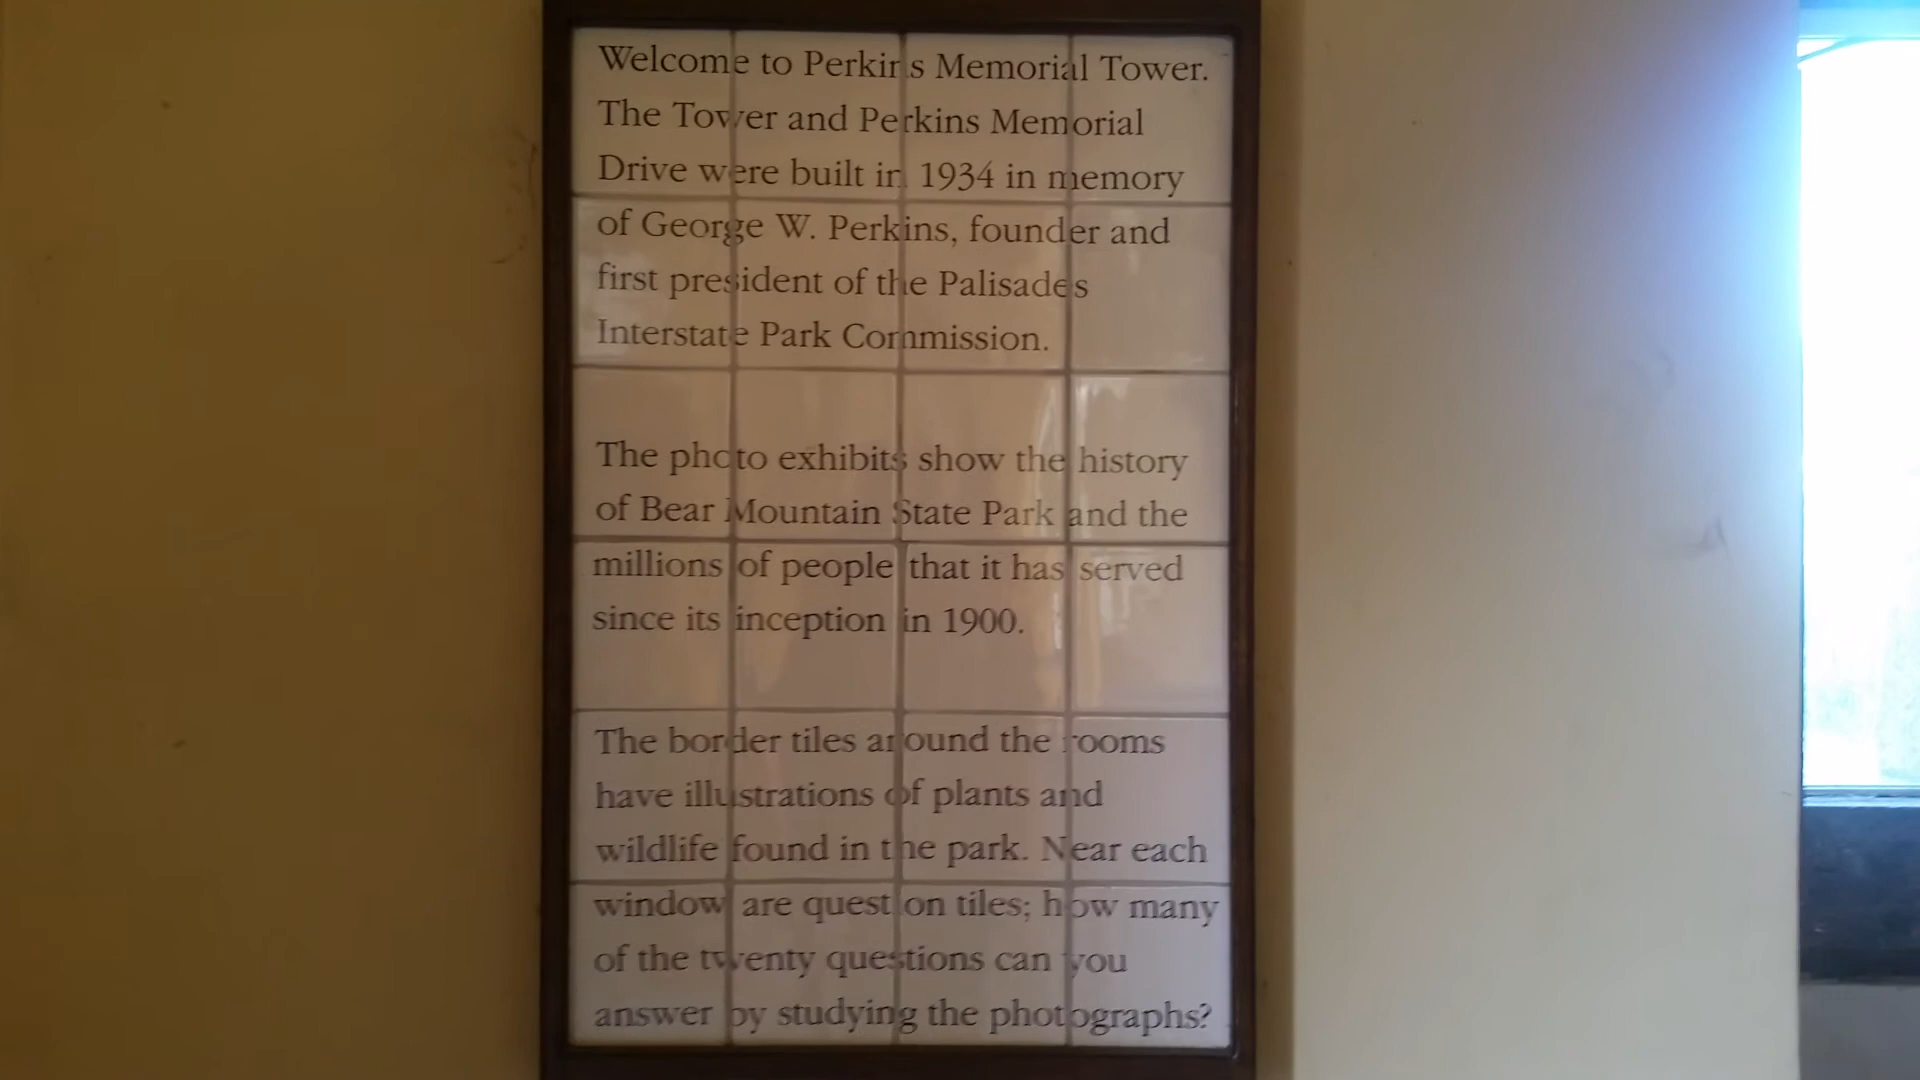 Welcome to Perkins Memorial Tower.
The Tower and Perkins Memorial
Drive were built in 1934 in memory
of George W. Perkins, founder and
first president of the Palisades
Interstate Park Commission.
The photo exhibits show the history
of Bear Mountain State Park and the
millions of people that it has served
since its inception in 1900.
The border tiles around the rooms
have illustrations of plants and
wildlife found in the park. Near each
window are question tiles; how many
of the twenty questions can you
answer by studying the photographs?